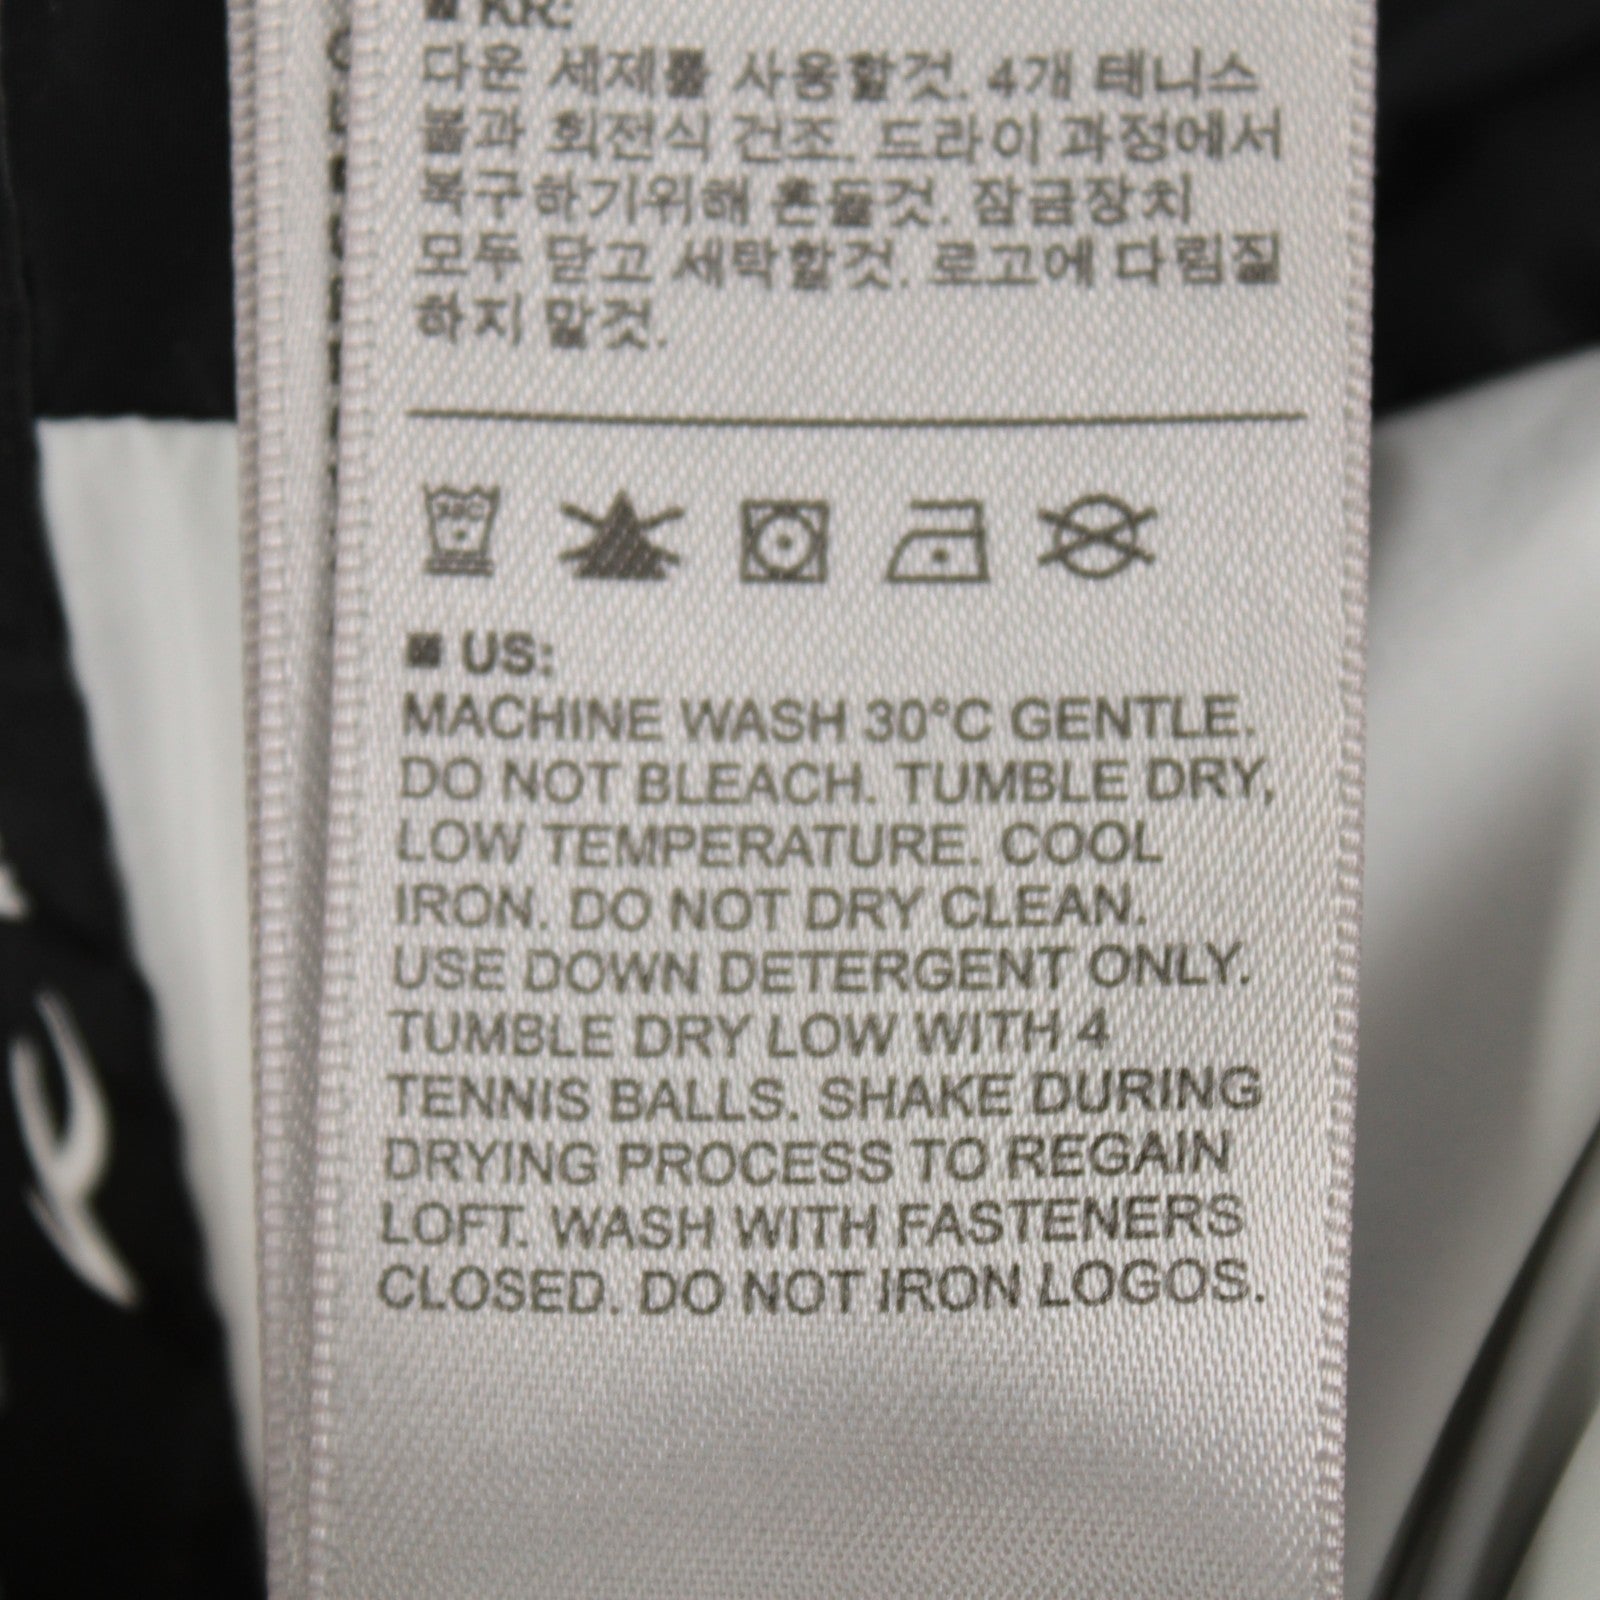 ■ KR:
다운 세제를 사용할것. 4개 테니스
볼과 회전식 건조. 드라이 과정에서
복구하기위해 흔들것. 잠금장치
모두 닫고 세탁할것. 로고에 다림질
하지 말것.
30°C
■ US:
MACHINE WASH 30°C GENTLE.
DO NOT BLEACH. TUMBLE DRY,
LOW TEMPERATURE. COOL
IRON. DO NOT DRY CLEAN.
USE DOWN DETERGENT ONLY.
TUMBLE DRY LOW WITH 4
TENNIS BALLS. SHAKE DURING
DRYING PROCESS TO REGAIN
LOFT. WASH WITH FASTENERS
CLOSED. DO NOT IRON LOGOS.